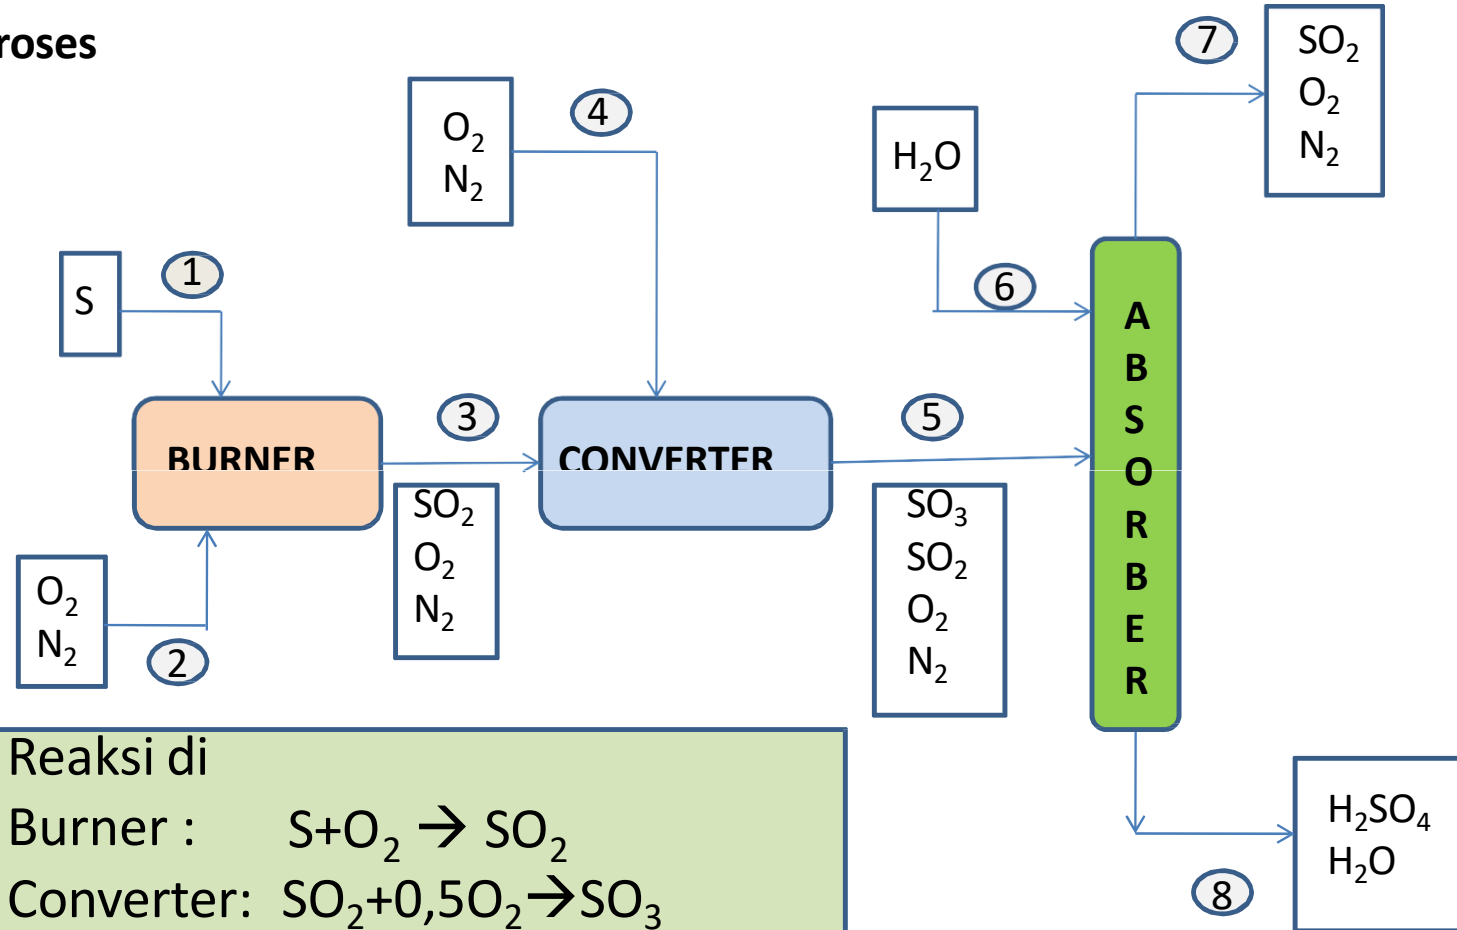 roses
7
SO₂
O₂
N₂
O₂
N₂
4
H₂O
S
1
6
ABSORBER
BURNER
3
CONVERTER
5
SO₂
O₂
N₂
SO₃
SO₂
O₂
N₂
O₂
N₂
2
Reaksi di
Burner : S+O₂ → SO₂
Converter: SO₂+0,5O₂→SO₃
H₂SO₄
H₂O
8